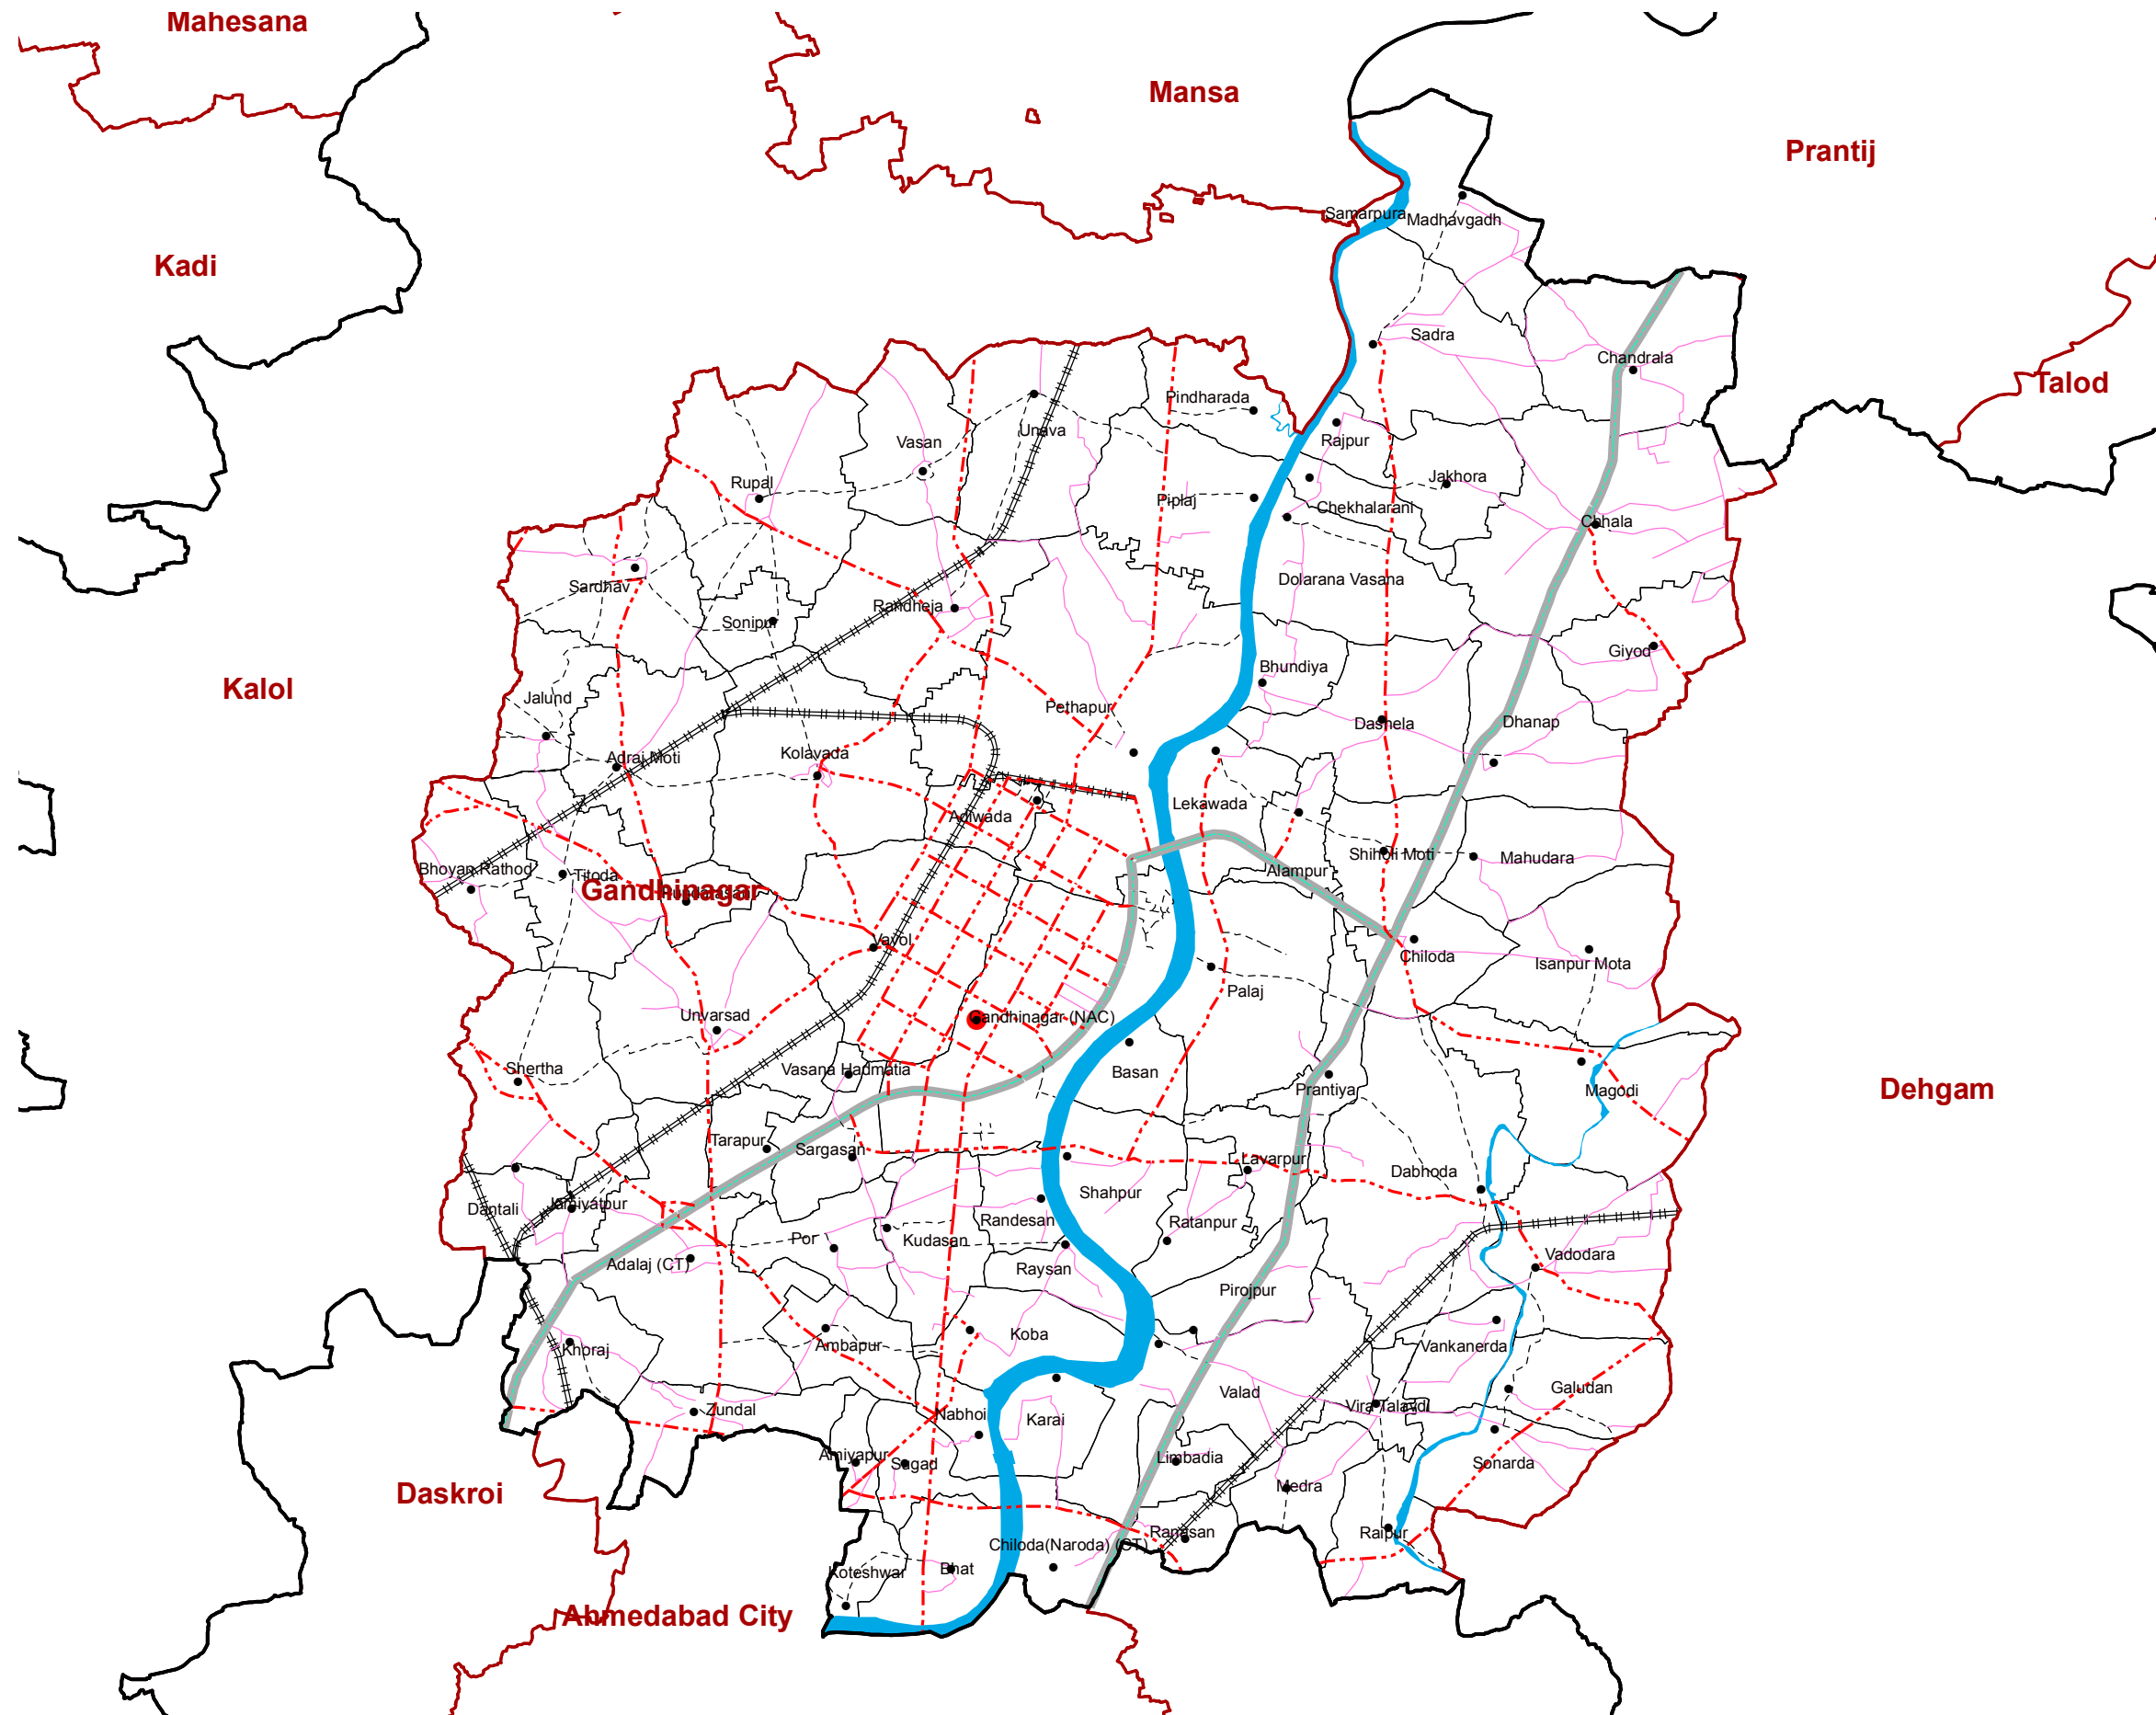 Mahesana
Mansa
Prantij
Samarpura
Madhavgadh
Kadi
Sadra
Chandrala
Talod
Pindharada
Unava
Vasan
Rajpur
Rupal
Jakhora
Piplaj
Chekhalarani
Chhala
Sardhav
Dolarana Vasana
Randheja
Sonipur
Giyod
Bhundiya
Kalol
Jalund
Pethapur
Dashela
Dhanap
Adraj Moti
Kolavada
Lekawada
Adiwada
Shiholi Moti
Mahudara
Bhoyan Rathod
Titoda
Alampur
Gandhinagar
Vavol
Chiloda
Isanpur Mota
Palaj
Unvarsad
Gandhinagar (NAC)
Shertha
Vasana Hadmatia
Basan
Prantiya
Magodi
Dehgam
Tarapur
Sargasan
Lavarpur
Dabhoda
Shahpur
Dantali
Jamiyatpur
Randesan
Ratanpur
Por
Kudasan
Vadodara
Adalaj (CT)
Raysan
Pirojpur
Koba
Ambapur
Vankanerda
Khoraj
Valad
Galudan
Zundal
Nabhoi
Karai
Vira Talavdi
Amiyapur
Sugad
Limbadia
Sonarda
Daskroi
Medra
Ranasan
Raipur
Chiloda(Naroda) (CT)
Koteshwar
Bhat
Ahmedabad City